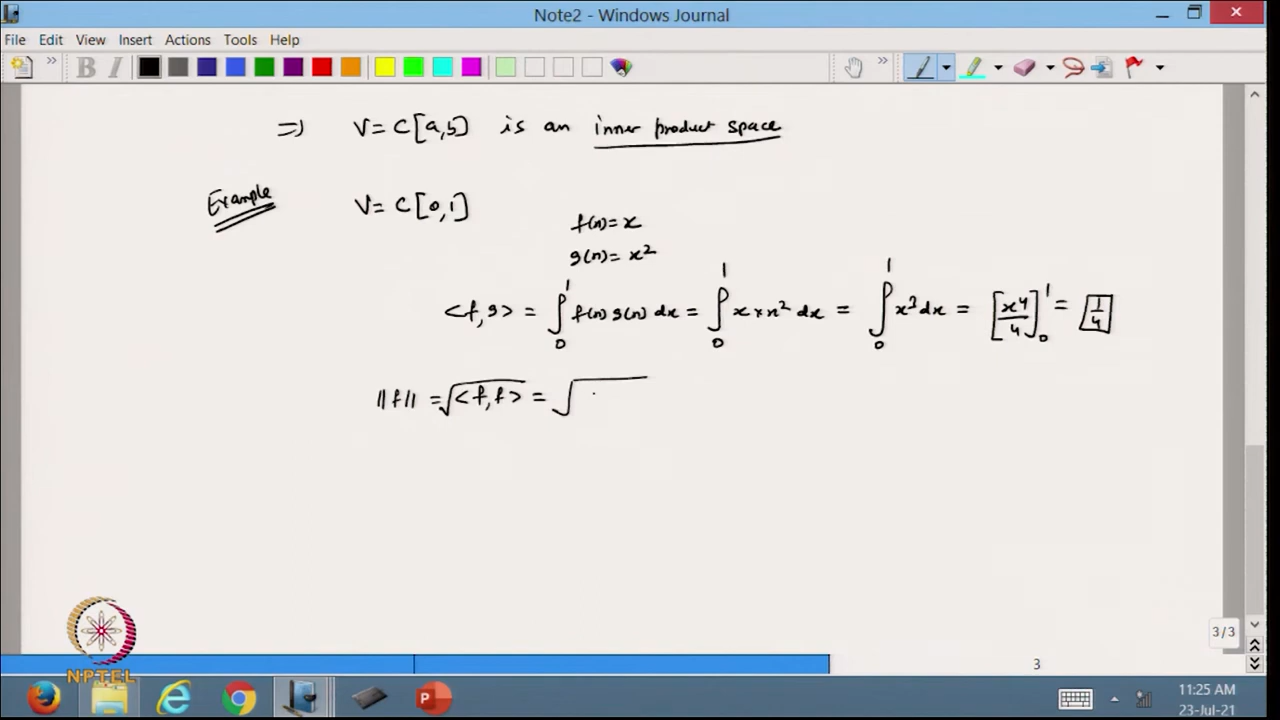 Note2 - Windows Journal
File Edit View Insert Actions Tools Help
=) V = C[a,b] is an inner product space
Example V = C[0,1]
f(x) = x
g(x) = x²
<f,g> = ∫₀¹ f(x) g(x) dx = ∫₀¹ x × x² dx = ∫₀¹ x³ dx = [x⁴/4]₀¹ = 1/4
||f|| = √<f,f> = √
3/3
3
NPTEL
11:25 AM
23-Jul-21